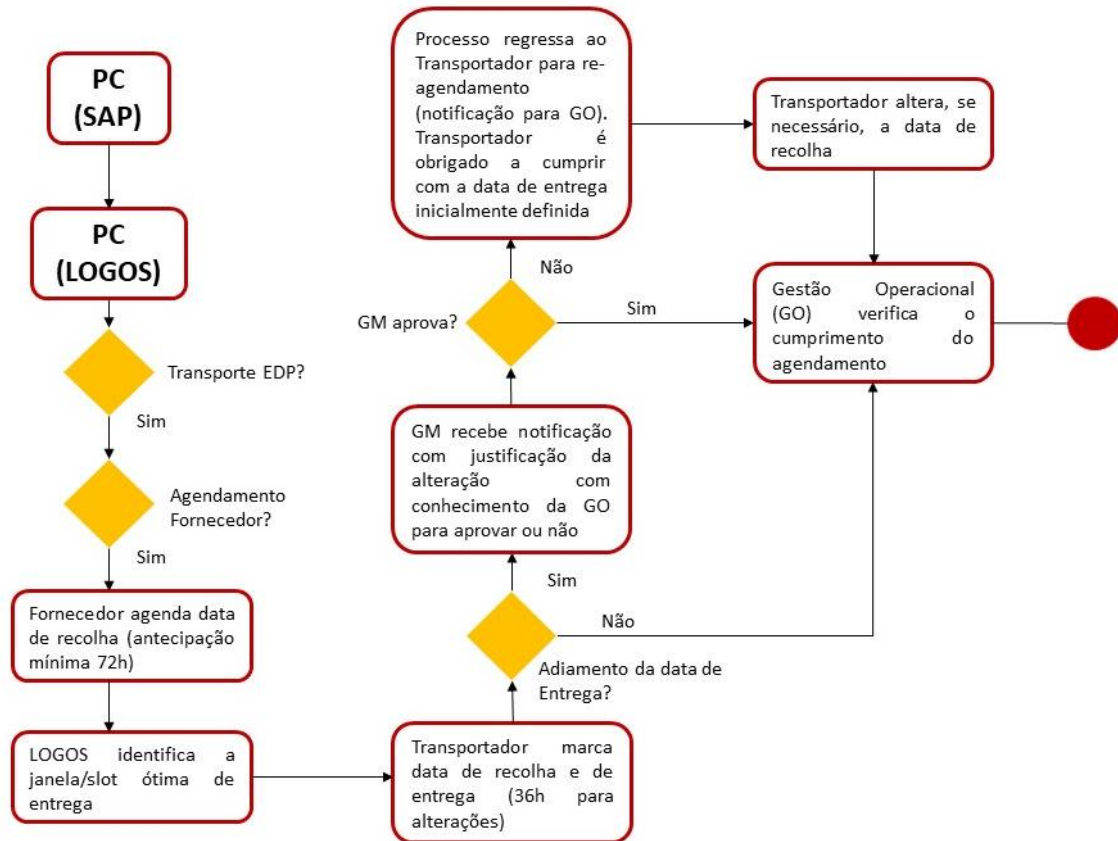 PC
(SAP)
PC
(LOGOS)
Transporte EDP?
Sim
Agendamento
Fornecedor?
Sim
Fornecedor agenda data
de recolha (antecipação
mínima 72h)
LOGOS identifica a
janela/slot ótima de
entrega
Transportador marca
data de recolha e de
entrega (36h para
alterações)
Adiamento da data de
Entrega?
Sim
Não
GM recebe notificação
com justificação da
alteração com
conhecimento da GO
para aprovar ou não
GM aprova?
Não
Sim
Processo regressa ao
Transportador para re-
agendamento
(notificação para GO).
Transportador é
obrigado a cumprir
com a data de entrega
inicialmente definida
Transportador altera, se
necessário, a data de
recolha
Gestão Operacional
(GO) verifica o
cumprimento do
agendamento